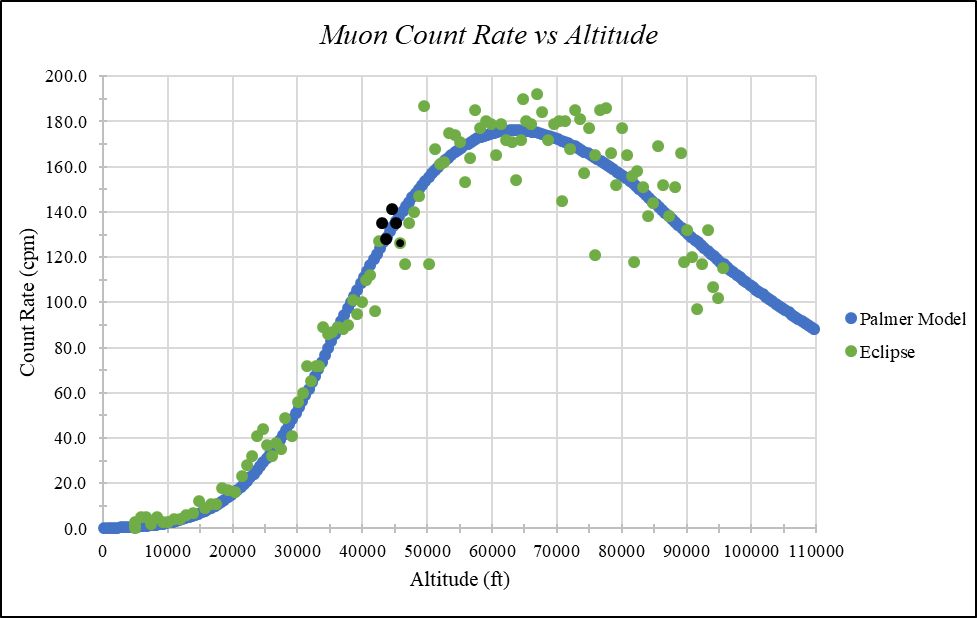 Muon Count Rate vs Altitude
200.0
180.0
160.0
140.0
120.0
100.0
80.0
60.0
40.0
20.0
0.0
Count Rate (cpm)
0 10000 20000 30000 40000 50000 60000 70000 80000 90000 100000 110000
Altitude (ft)
Palmer Model
Eclipse